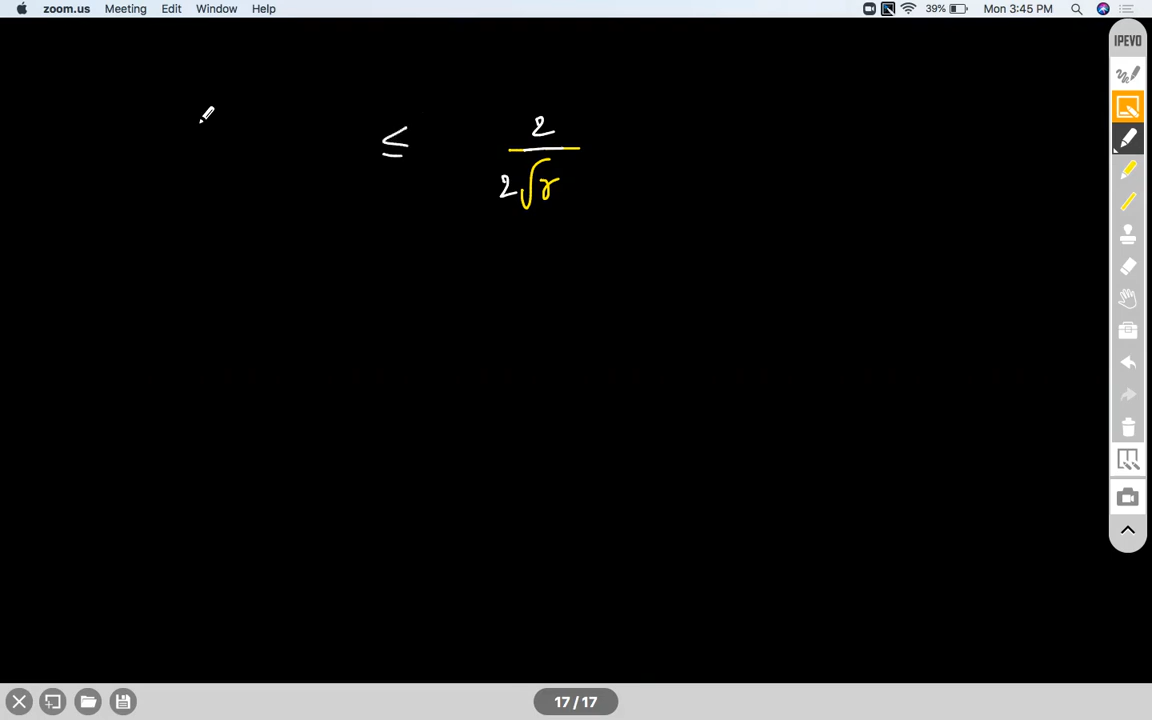 zoom.us Meeting Edit Window Help 39% Mon 3:45 PM
IPEVO
≤ 2
2√r
17 / 17